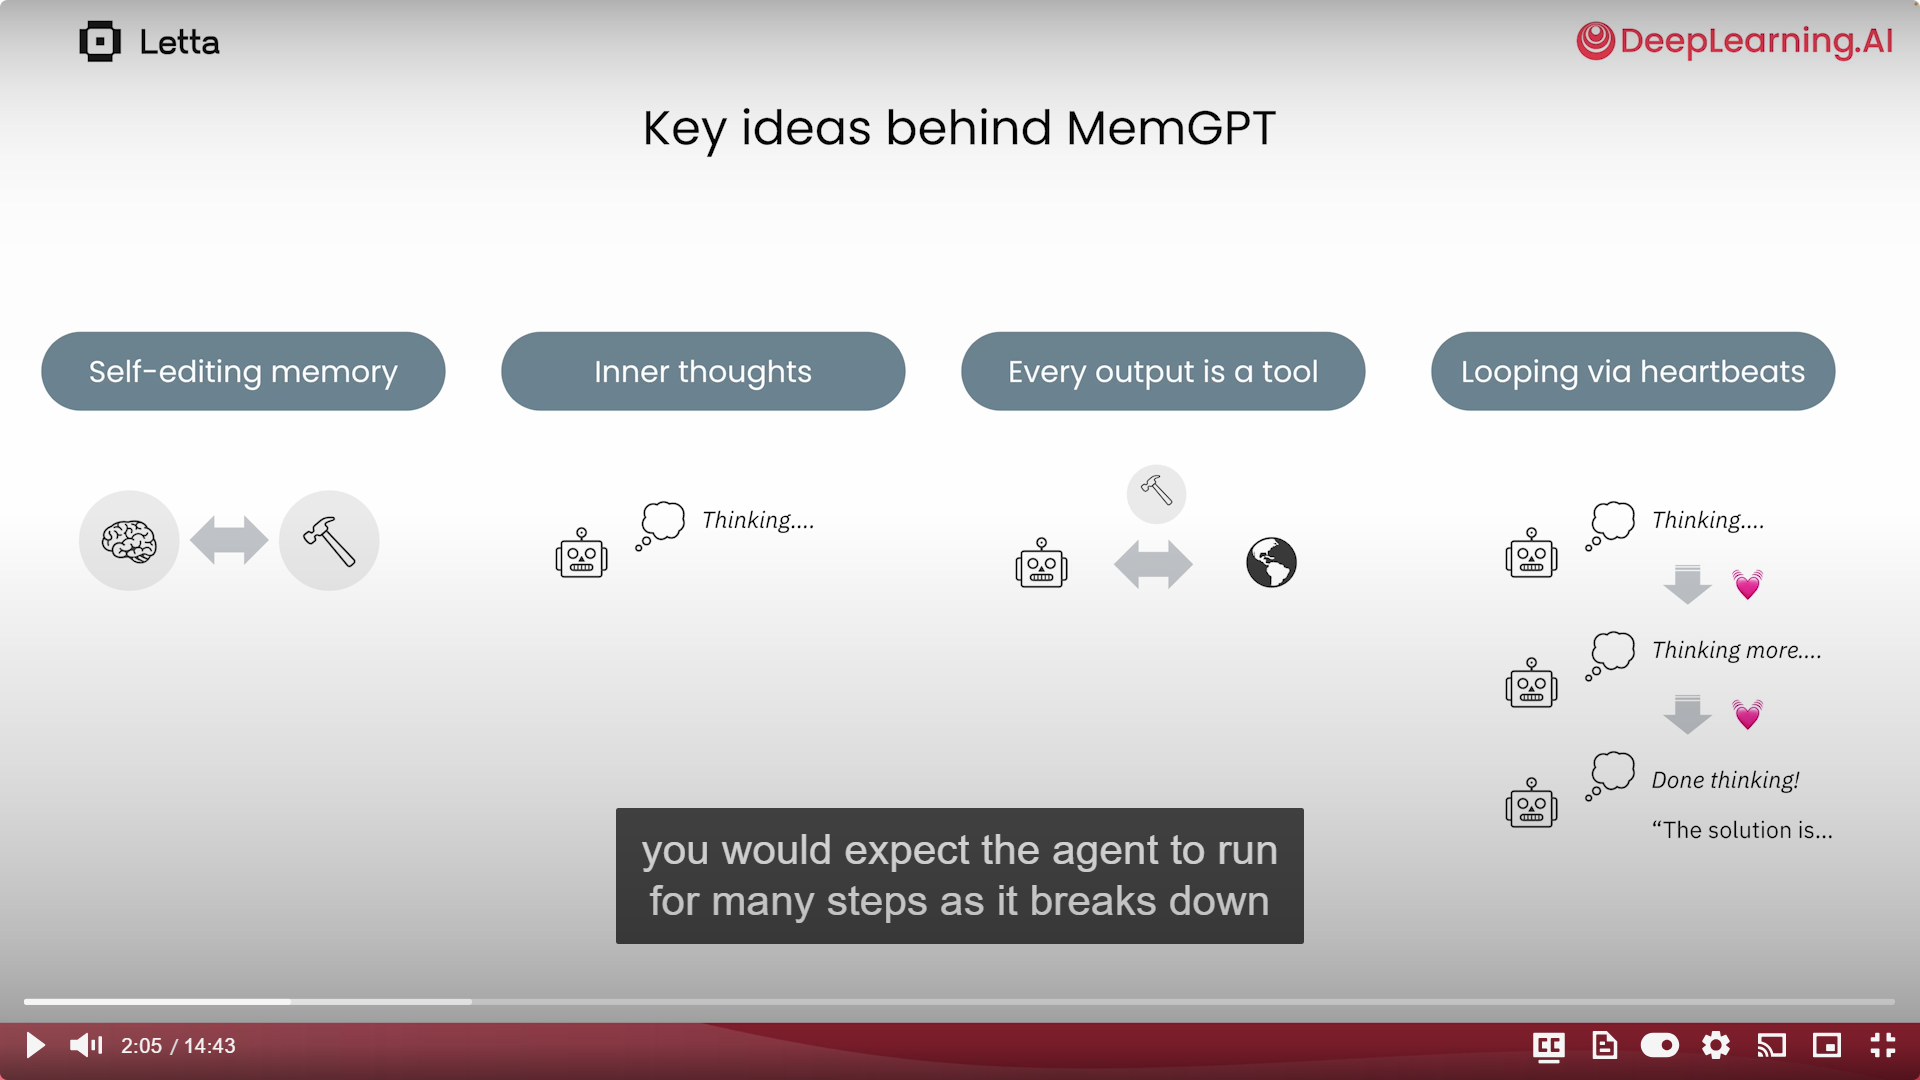 Letta
DeepLearning.AI
Key ideas behind MemGPT
Self-editing memory
Inner thoughts
Every output is a tool
Looping via heartbeats
Thinking....
Thinking....
Thinking more....
Done thinking!
“The solution is...
you would expect the agent to run
for many steps as it breaks down
2:05 / 14:43
CC